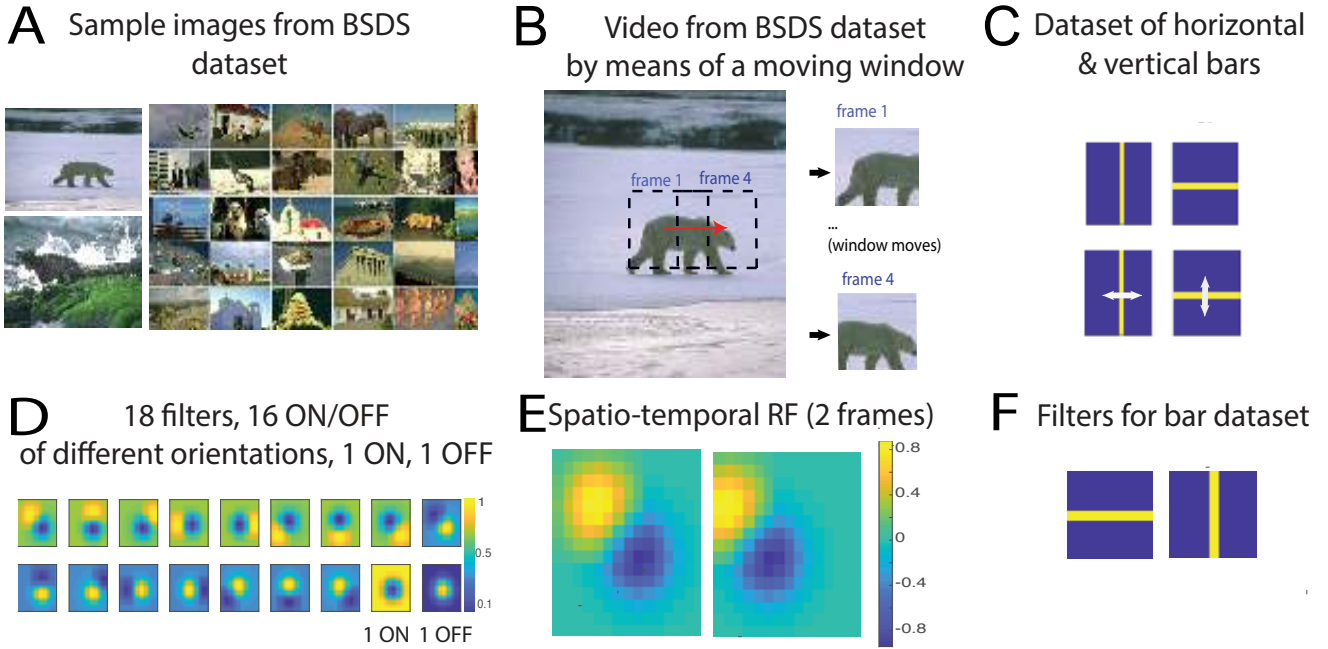 A Sample images from BSDS
dataset
B Video from BSDS dataset
by means of a moving window
frame 1
frame 4
frame 1
...
(window moves)
frame 4
C Dataset of horizontal
& vertical bars
D 18 filters, 16 ON/OFF
of different orientations, 1 ON, 1 OFF
1
0.5
0.1
1 ON 1 OFF
E Spatio-temporal RF (2 frames)
0.8
0.4
0
-0.4
-0.8
F Filters for bar dataset